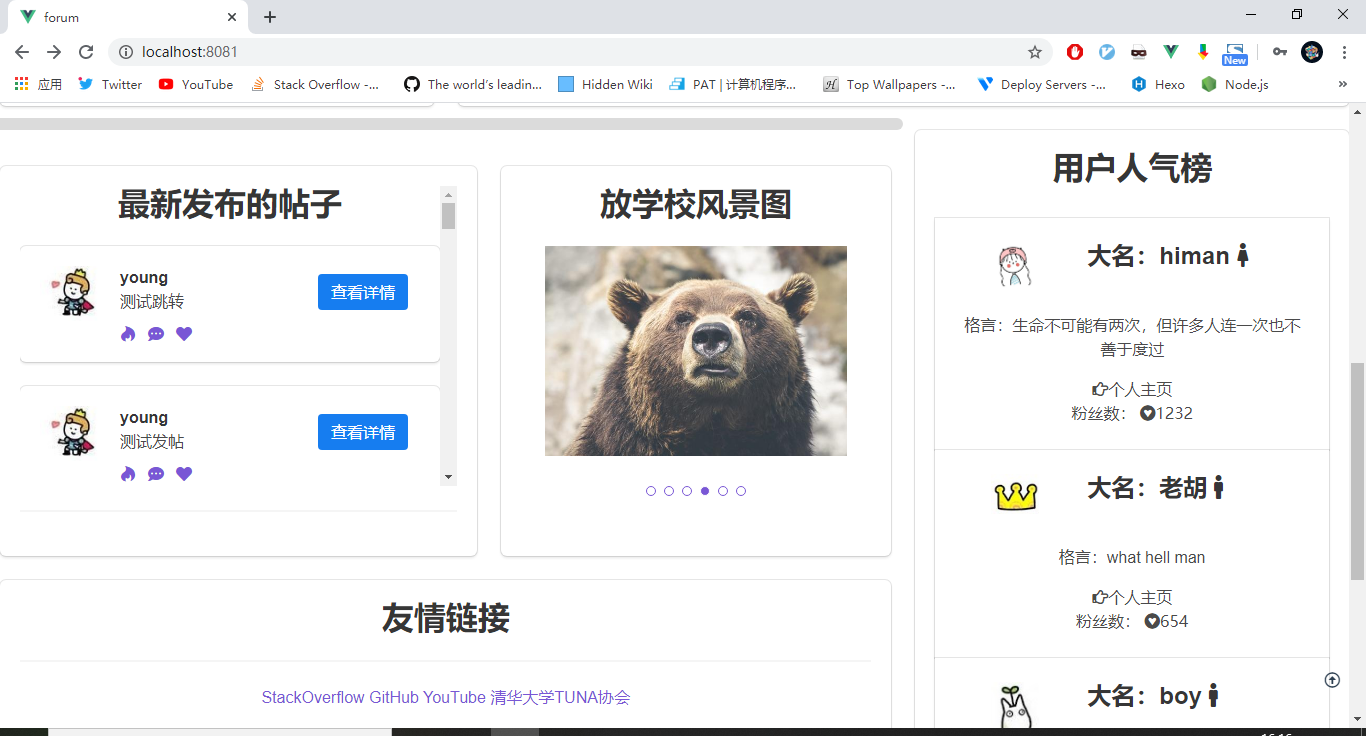 forum
localhost:8081
New
应用
Twitter
YouTube
Stack Overflow -...
The world's leadin...
Hidden Wiki
PAT | 计算机程序...
Top Wallpapers -...
Deploy Servers -...
Hexo
Node.js
»
最新发布的帖子
young
测试跳转
查看详情
young
测试发帖
查看详情
放学校风景图
友情链接
StackOverflow GitHub YouTube 清华大学TUNA协会
用户人气榜
大名：himan
格言：生命不可能有两次，但许多人连一次也不
善于度过
个人主页
粉丝数： 1232
大名：老胡
格言：what hell man
个人主页
粉丝数： 654
大名：boy